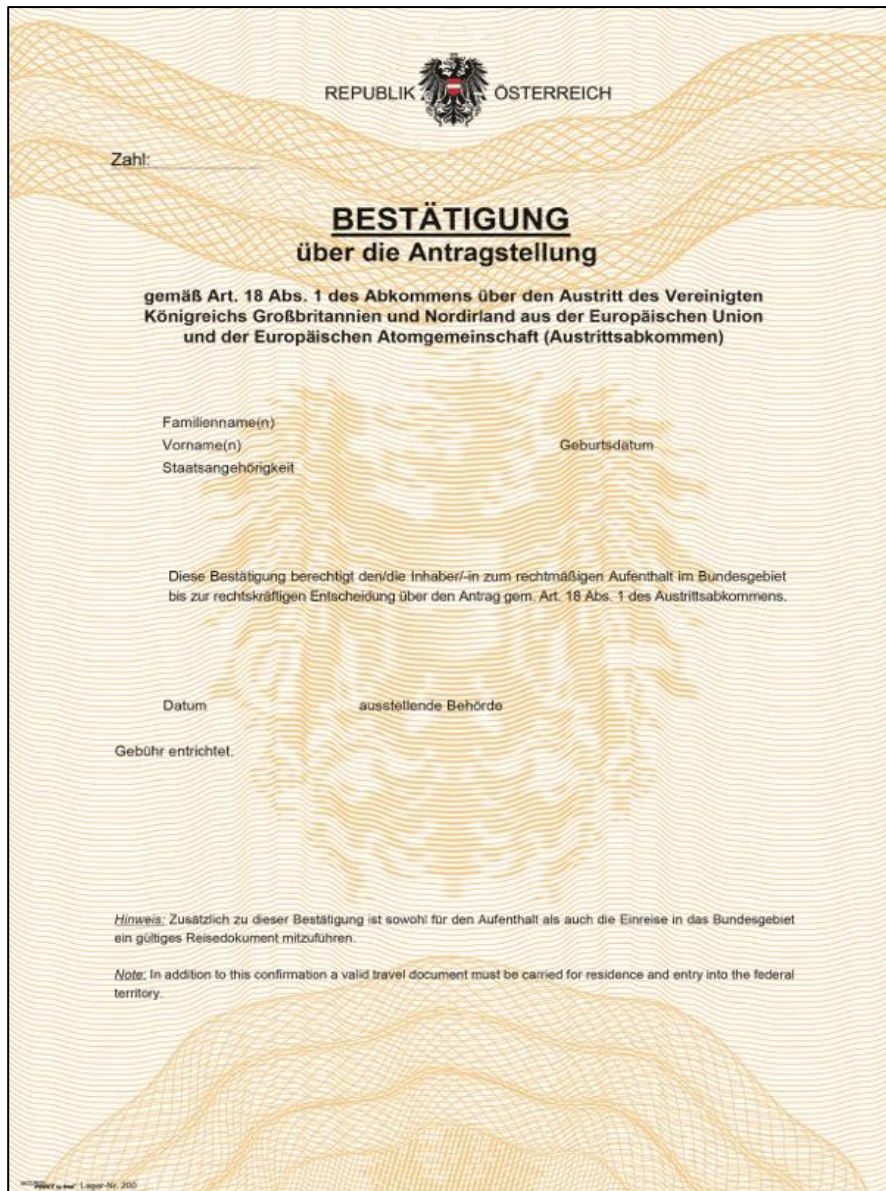 REPUBLIK ÖSTERREICH
Zahl:
BESTÄTIGUNG
über die Antragstellung
gemäß Art. 18 Abs. 1 des Abkommens über den Austritt des Vereinigten
Königreichs Großbritannien und Nordirland aus der Europäischen Union
und der Europäischen Atomgemeinschaft (Austrittsabkommen)
Familienname(n)
Vorname(n) Geburtsdatum
Staatsangehörigkeit
Diese Bestätigung berechtigt den/die Inhaber/-in zum rechtmäßigen Aufenthalt im Bundesgebiet
bis zur rechtskräftigen Entscheidung über den Antrag gem. Art. 18 Abs. 1 des Austrittsabkommens.
Datum ausstellende Behörde
Gebühr entrichtet.
Hinweis: Zusätzlich zu dieser Bestätigung ist sowohl für den Aufenthalt als auch die Einreise in das Bundesgebiet
ein gültiges Reisedokument mitzuführen.
Note: In addition to this confirmation a valid travel document must be carried for residence and entry into the federal
territory.
Lager-Nr. 200